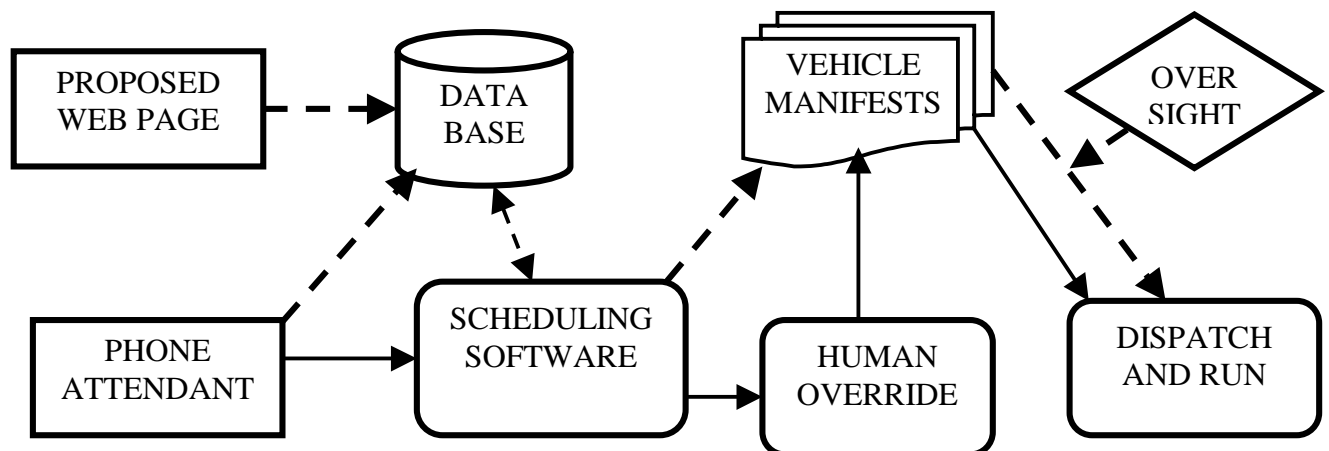 PROPOSED
WEB PAGE
DATA
BASE
VEHICLE
MANIFESTS
OVER
SIGHT
PHONE
ATTENDANT
SCHEDULING
SOFTWARE
HUMAN
OVERRIDE
DISPATCH
AND RUN